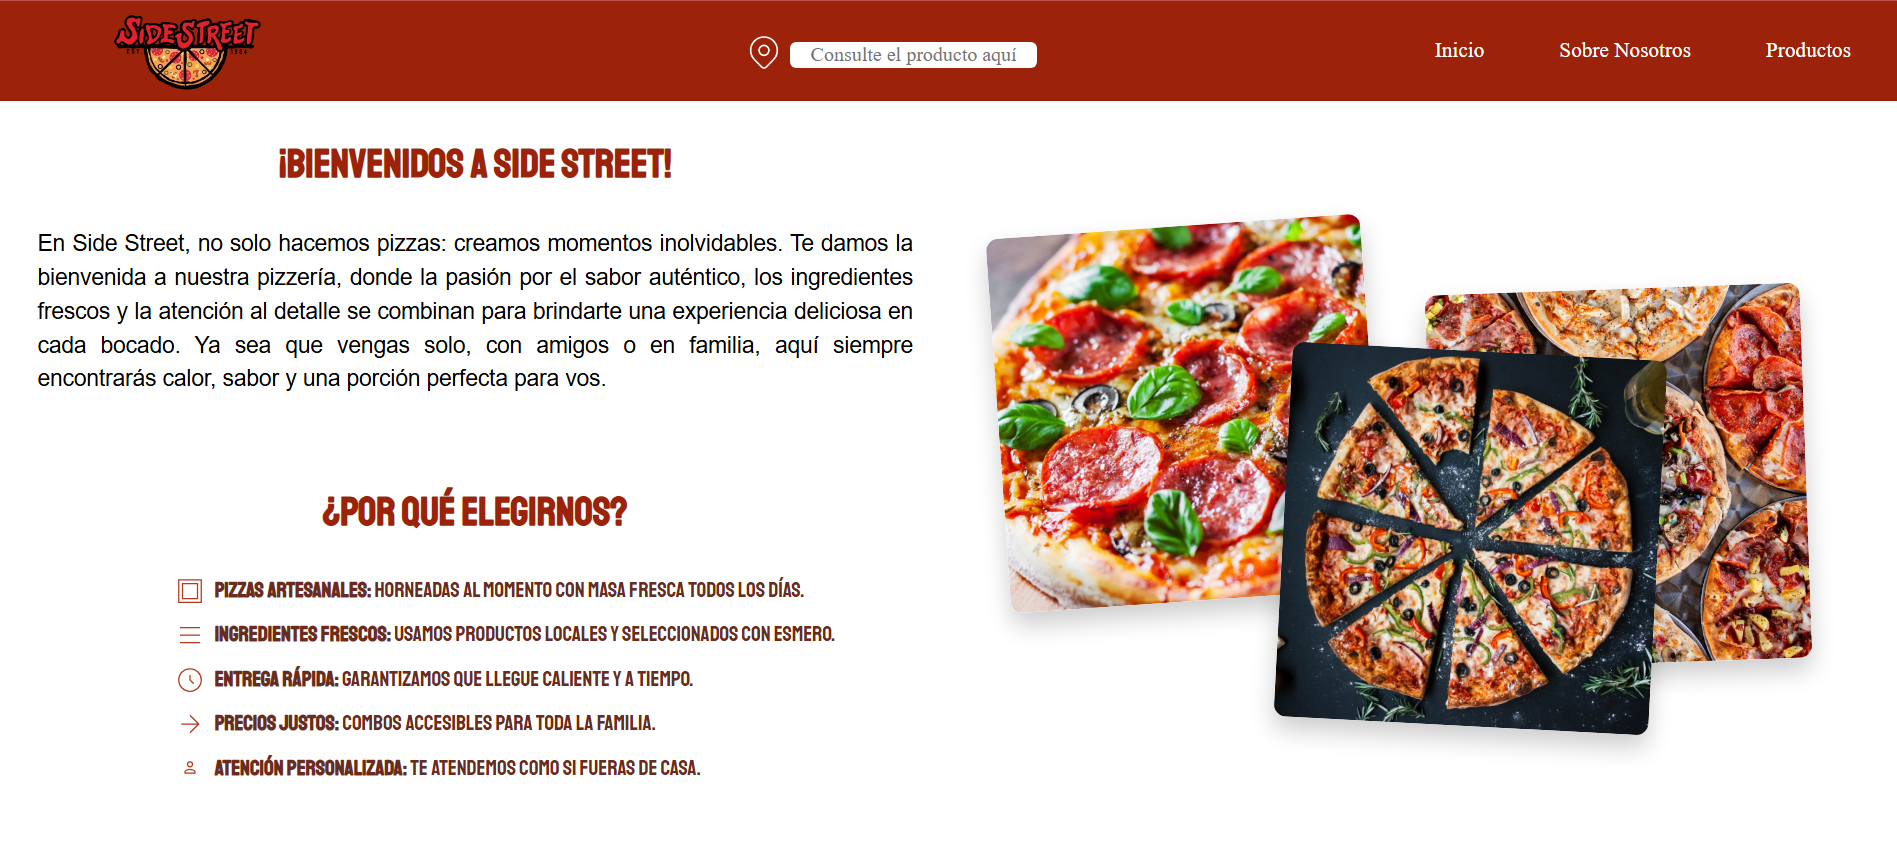 SIDE STREET
EST 1984
Consulte el producto aquí
Inicio
Sobre Nosotros
Productos
¡BIENVENIDOS A SIDE STREET!
En Side Street, no solo hacemos pizzas: creamos momentos inolvidables. Te damos la
bienvenida a nuestra pizzería, donde la pasión por el sabor auténtico, los ingredientes
frescos y la atención al detalle se combinan para brindarte una experiencia deliciosa en
cada bocado. Ya sea que vengas solo, con amigos o en familia, aquí siempre
encontrarás calor, sabor y una porción perfecta para vos.
¿POR QUÉ ELEGIRNOS?
PIZZAS ARTESANALES: HORNEADAS AL MOMENTO CON MASA FRESCA TODOS LOS DÍAS.
INGREDIENTES FRESCOS: USAMOS PRODUCTOS LOCALES Y SELECCIONADOS CON ESMERO.
ENTREGA RÁPIDA: GARANTIZAMOS QUE LLEGUE CALIENTE Y A TIEMPO.
PRECIOS JUSTOS: COMBOS ACCESIBLES PARA TODA LA FAMILIA.
ATENCIÓN PERSONALIZADA: TE ATENDEMOS COMO SI FUERAS DE CASA.